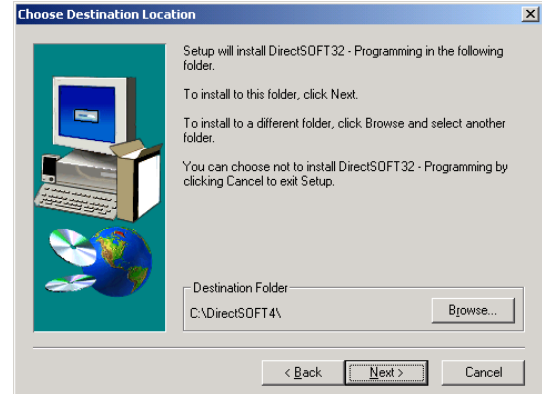 Choose Destination Location
Setup will install DirectSOFT32 - Programming in the following
folder.
To install to this folder, click Next.
To install to a different folder, click Browse and select another
folder.
You can choose not to install DirectSOFT32 - Programming by
clicking Cancel to exit Setup.
Destination Folder
C:\DirectSOFT4\
Browse...
< Back
Next >
Cancel